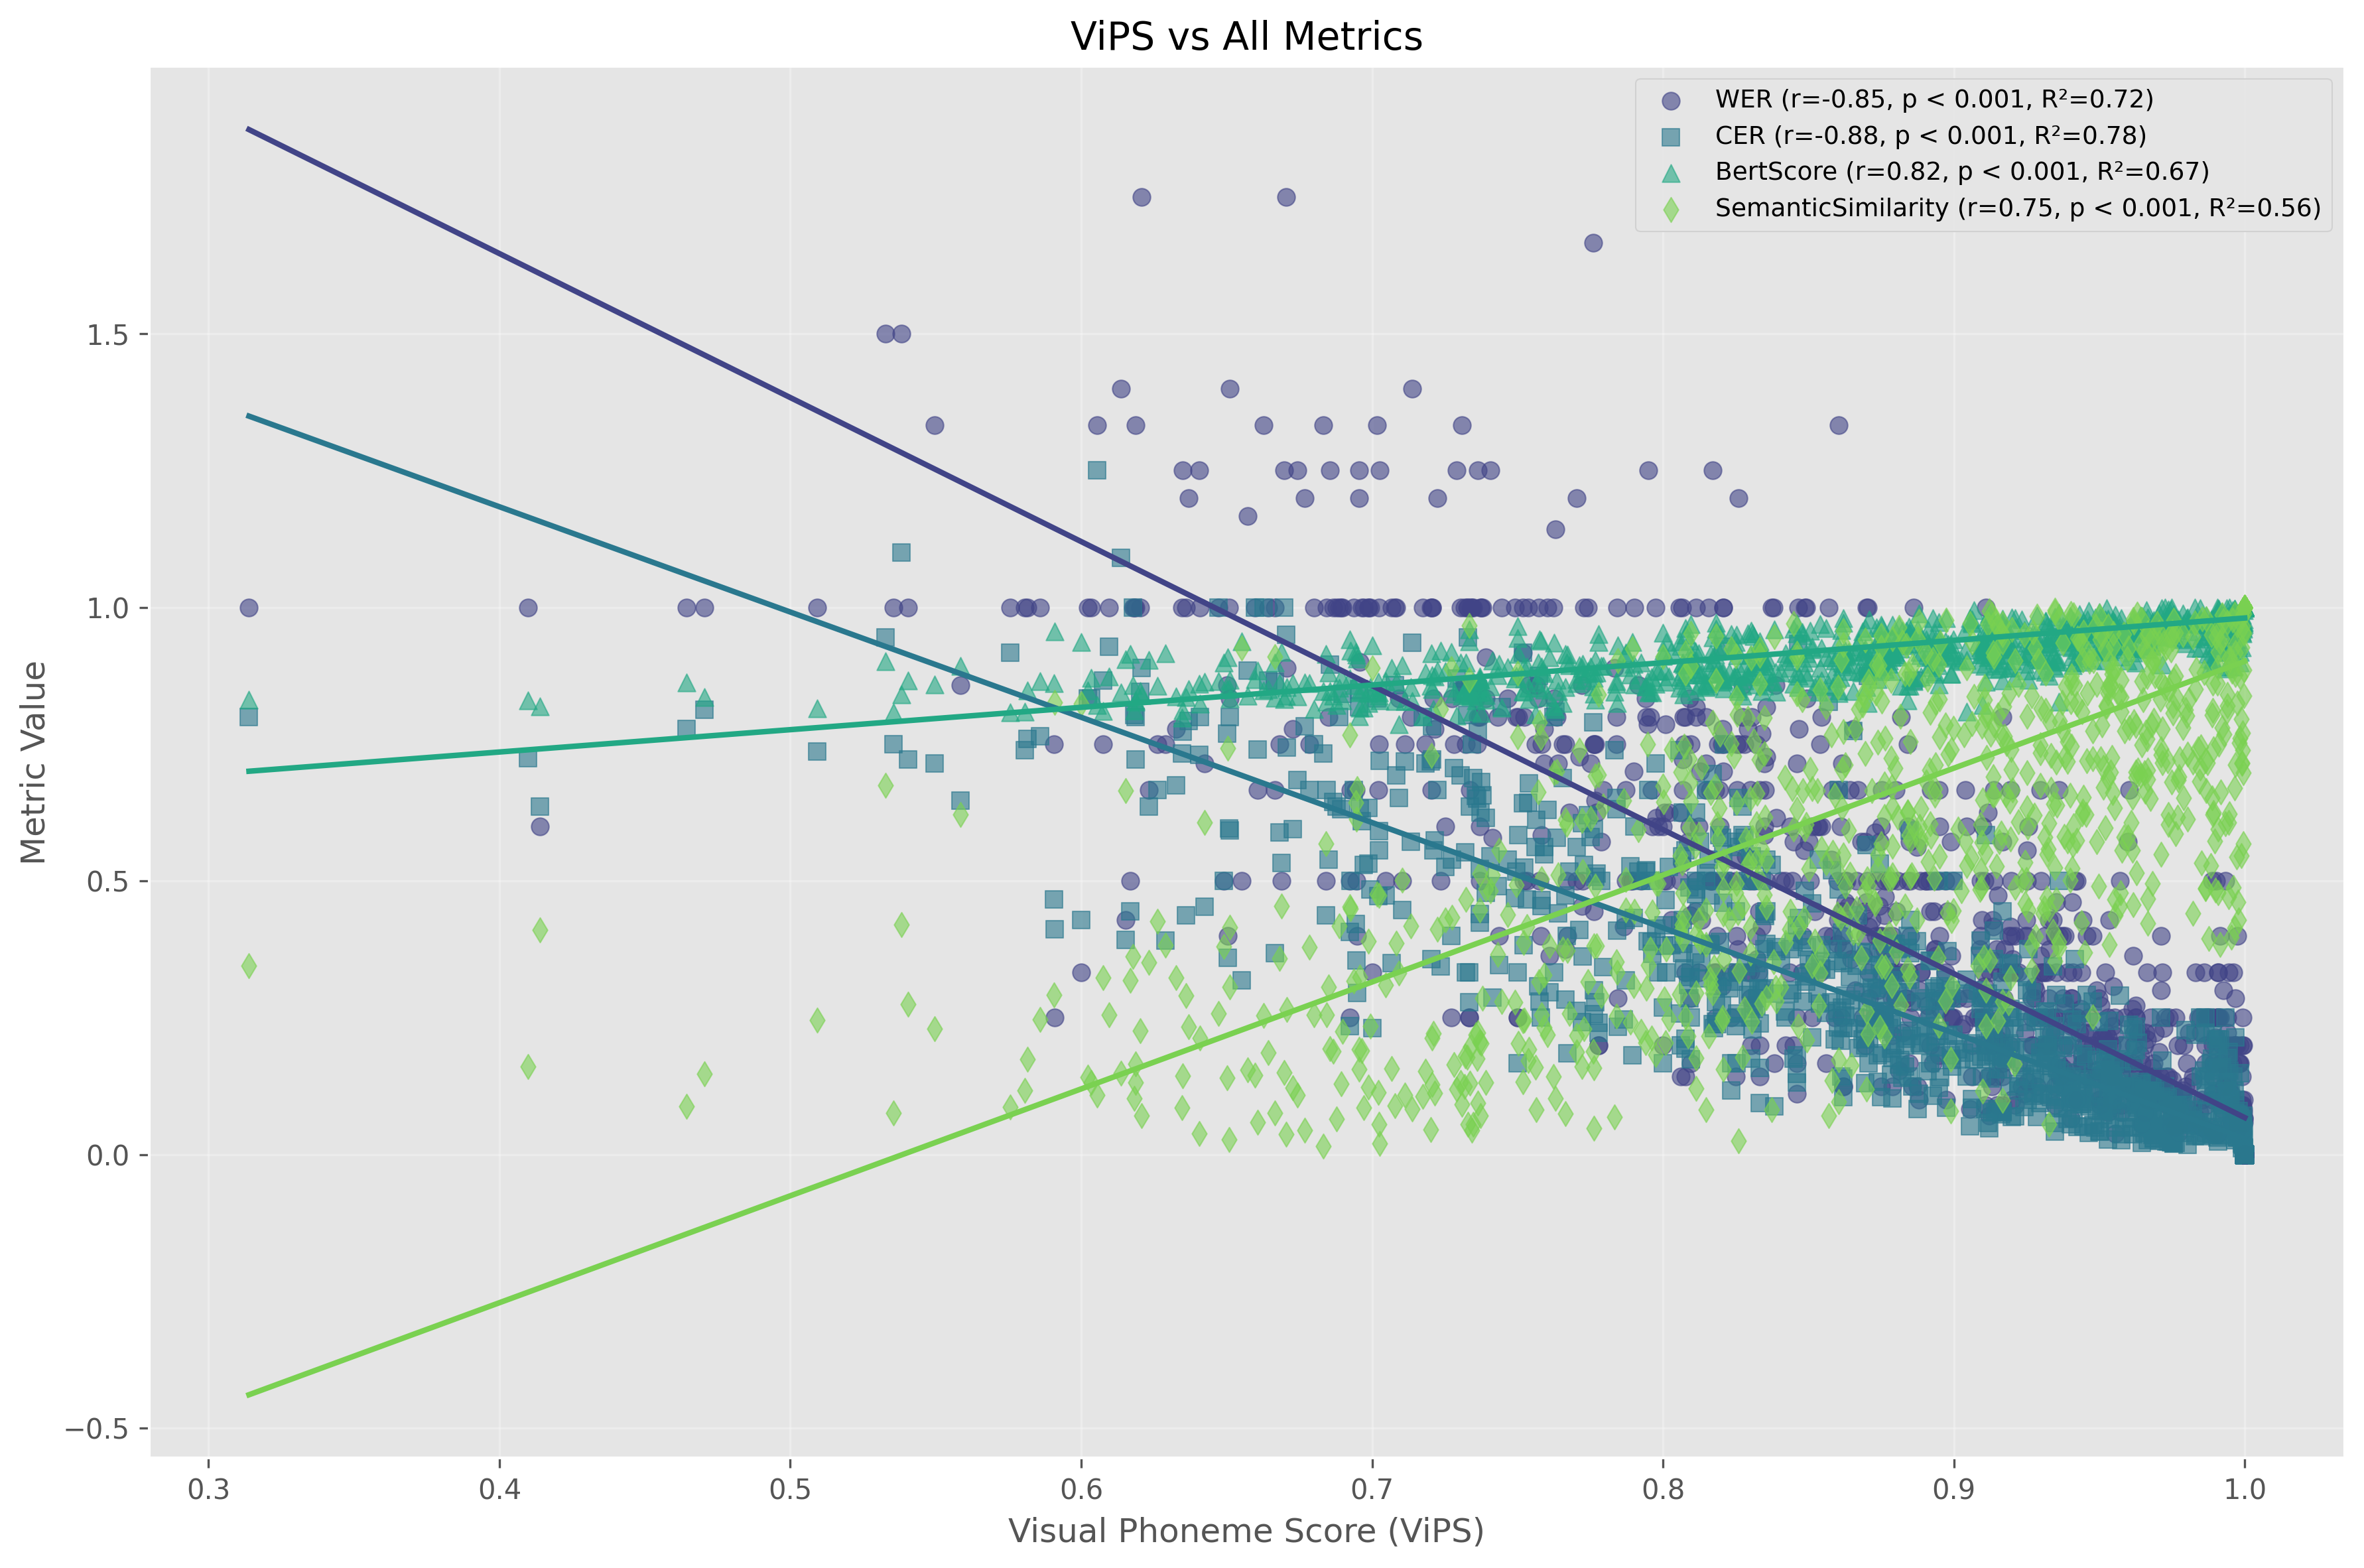 ViPS vs All Metrics
WER (r=-0.85, p < 0.001, R²=0.72)
CER (r=-0.88, p < 0.001, R²=0.78)
BertScore (r=0.82, p < 0.001, R²=0.67)
SemanticSimilarity (r=0.75, p < 0.001, R²=0.56)
Metric Value
1.5
1.0
0.5
0.0
−0.5
0.3 0.4 0.5 0.6 0.7 0.8 0.9 1.0
Visual Phoneme Score (ViPS)